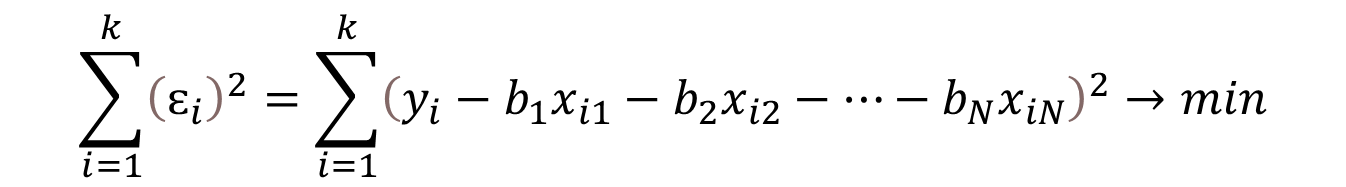 ∑_{i=1}^{k} (ε_i)² = ∑_{i=1}^{k} (y_i − b_1x_{i1} − b_2x_{i2} − ⋯ − b_Nx_{iN})² → min